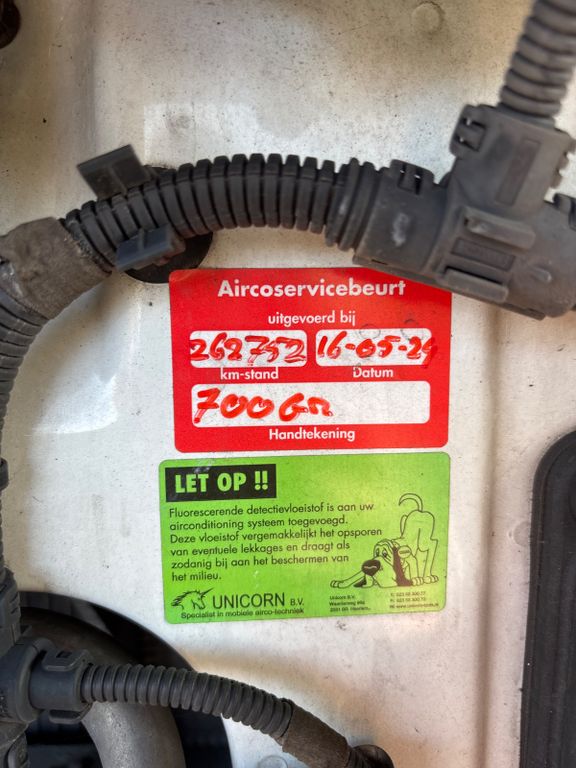 Aircoservicebeurt
uitgevoerd bij
262752 16-05-24
km-stand Datum
700Gr
Handtekening
LET OP !!
Fluorescerende detectievloeistof is aan uw
airconditioning systeem toegevoegd.
Deze vloeistof vergemakkelijkt het opsporen
van eventuele lekkages en draagt als
zodanig bij aan het beschermen van
het milieu.
UNICORN B.V.
Specialist in mobiele airco-techniek
Unicorn B.V.